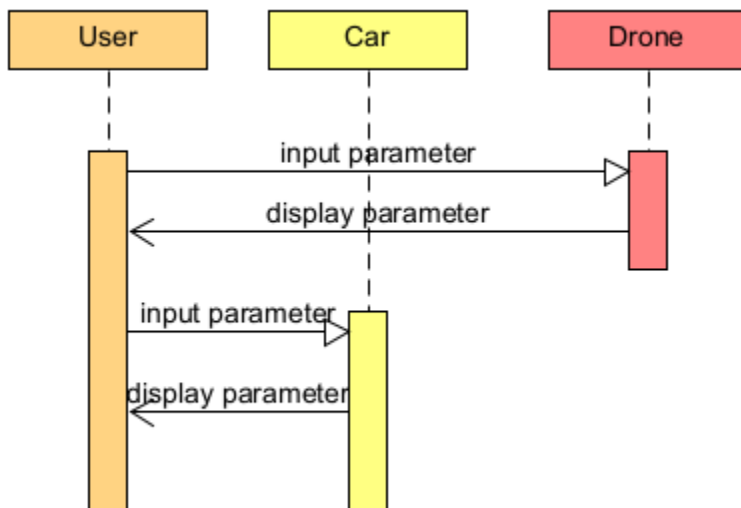 User
Car
Drone
input parameter
display parameter
input parameter
display parameter